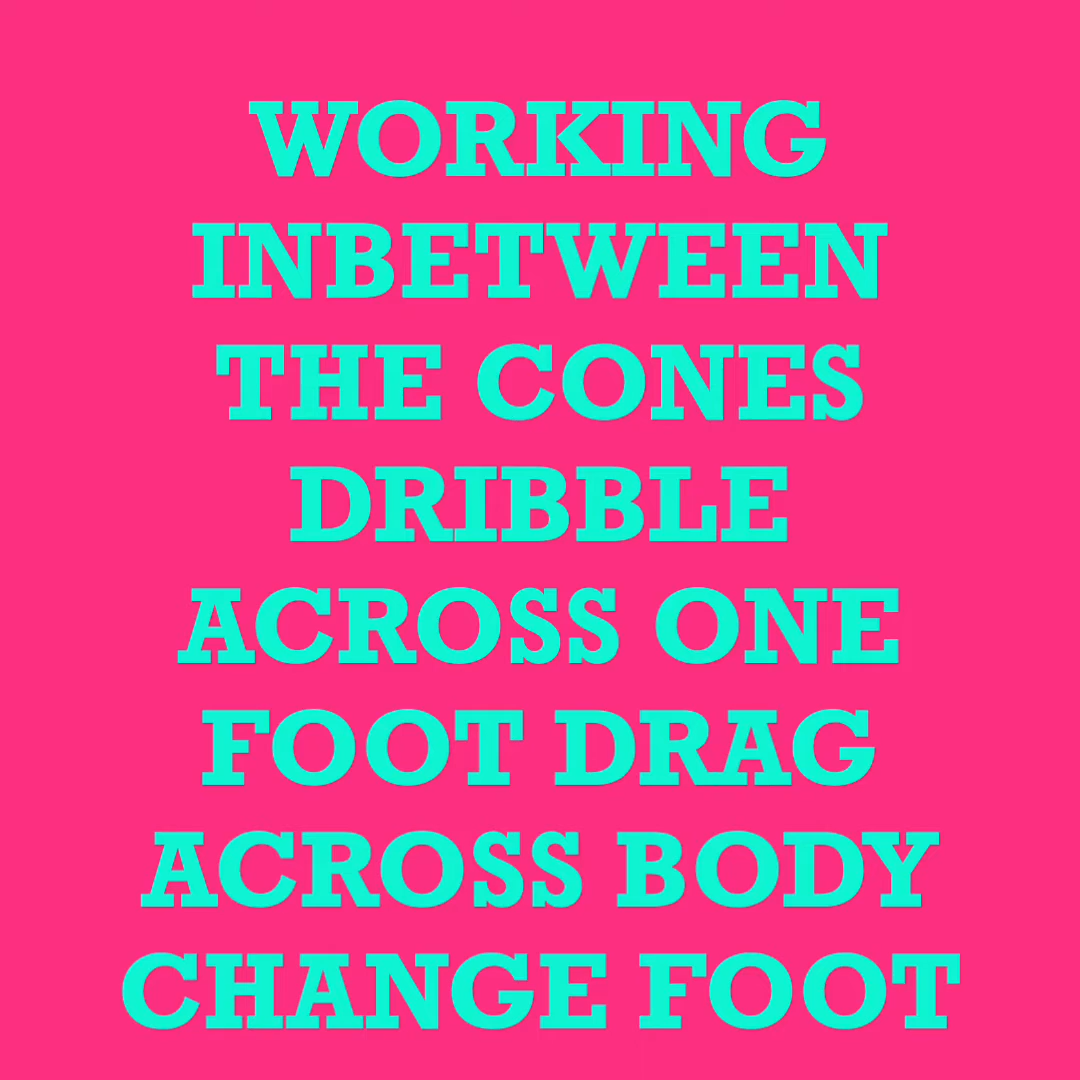 WORKING
INBETWEEN
THE CONES
DRIBBLE
ACROSS ONE
FOOT DRAG
ACROSS BODY
CHANGE FOOT